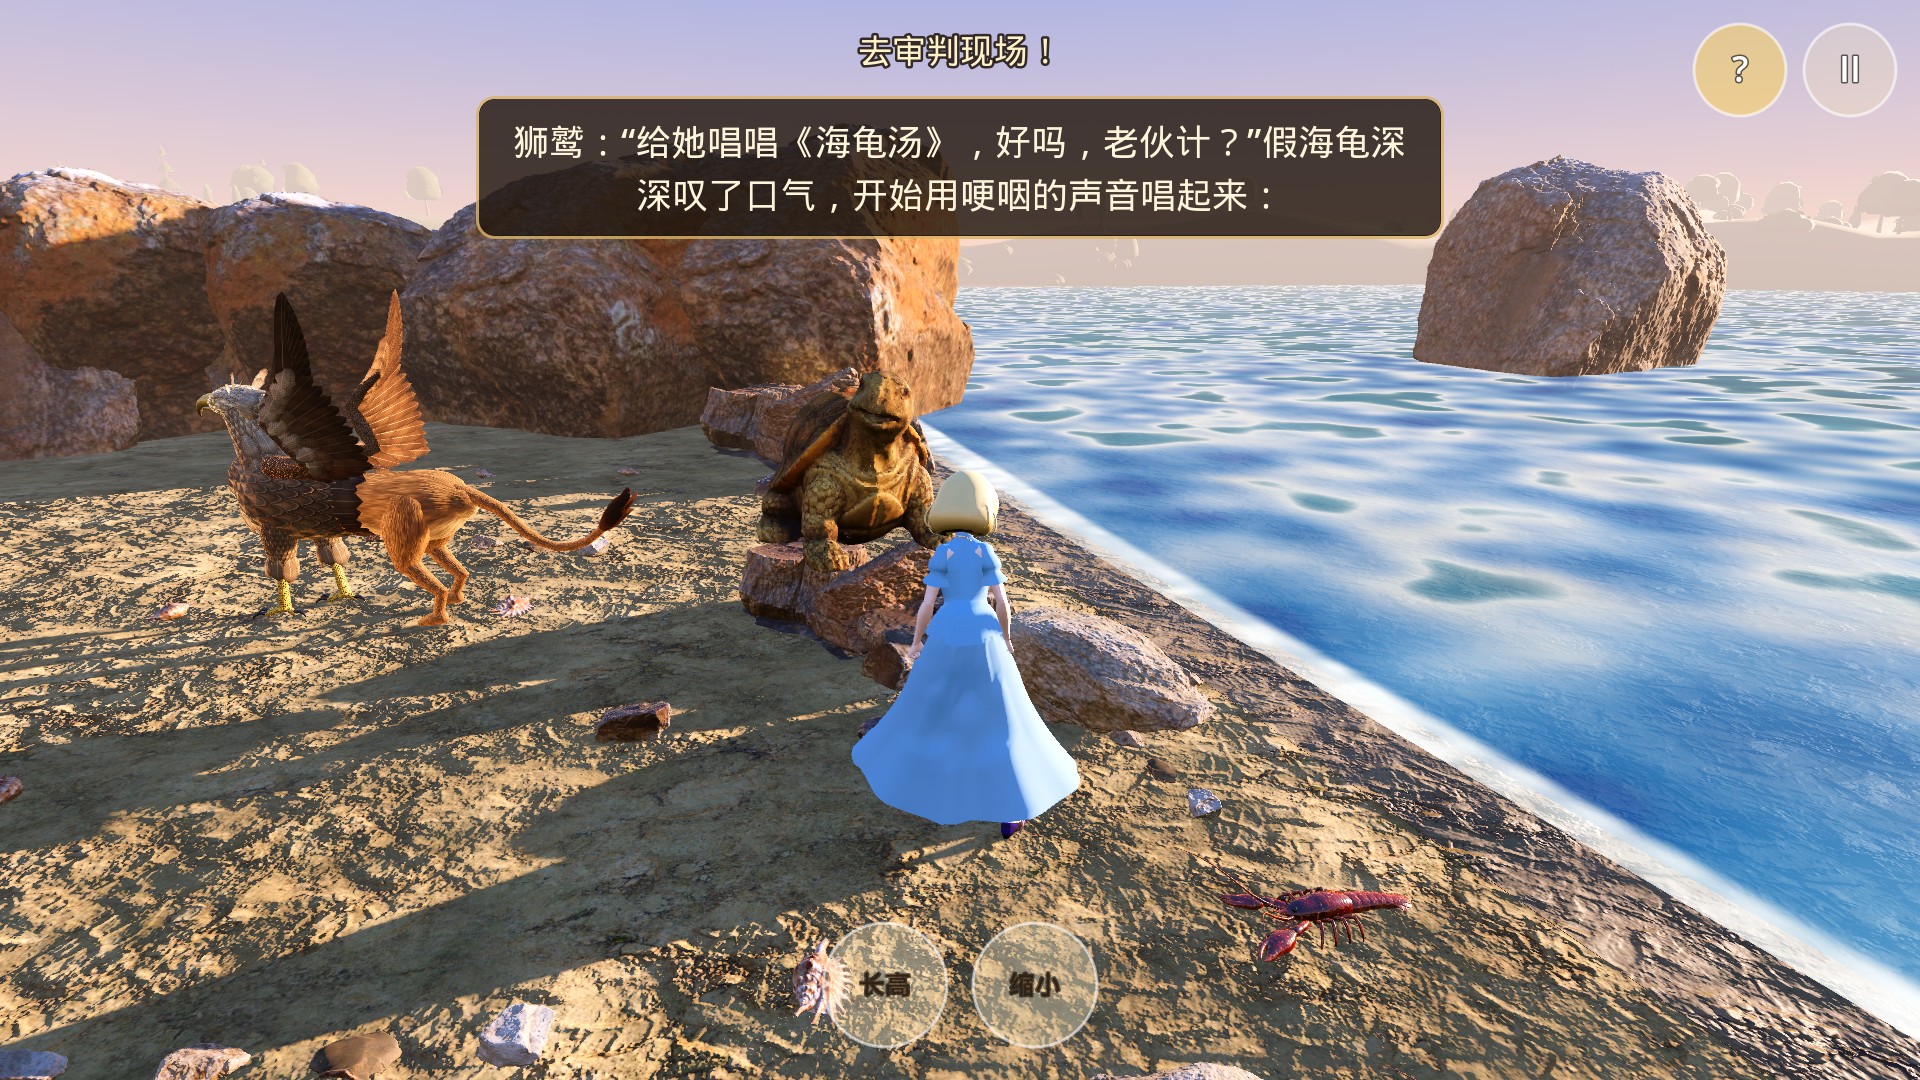 去审判现场！
?
狮鹫：“给她唱唱《海龟汤》，好吗，老伙计？”假海龟深
深叹了口气，开始用哽咽的声音唱起来：
长高
缩小